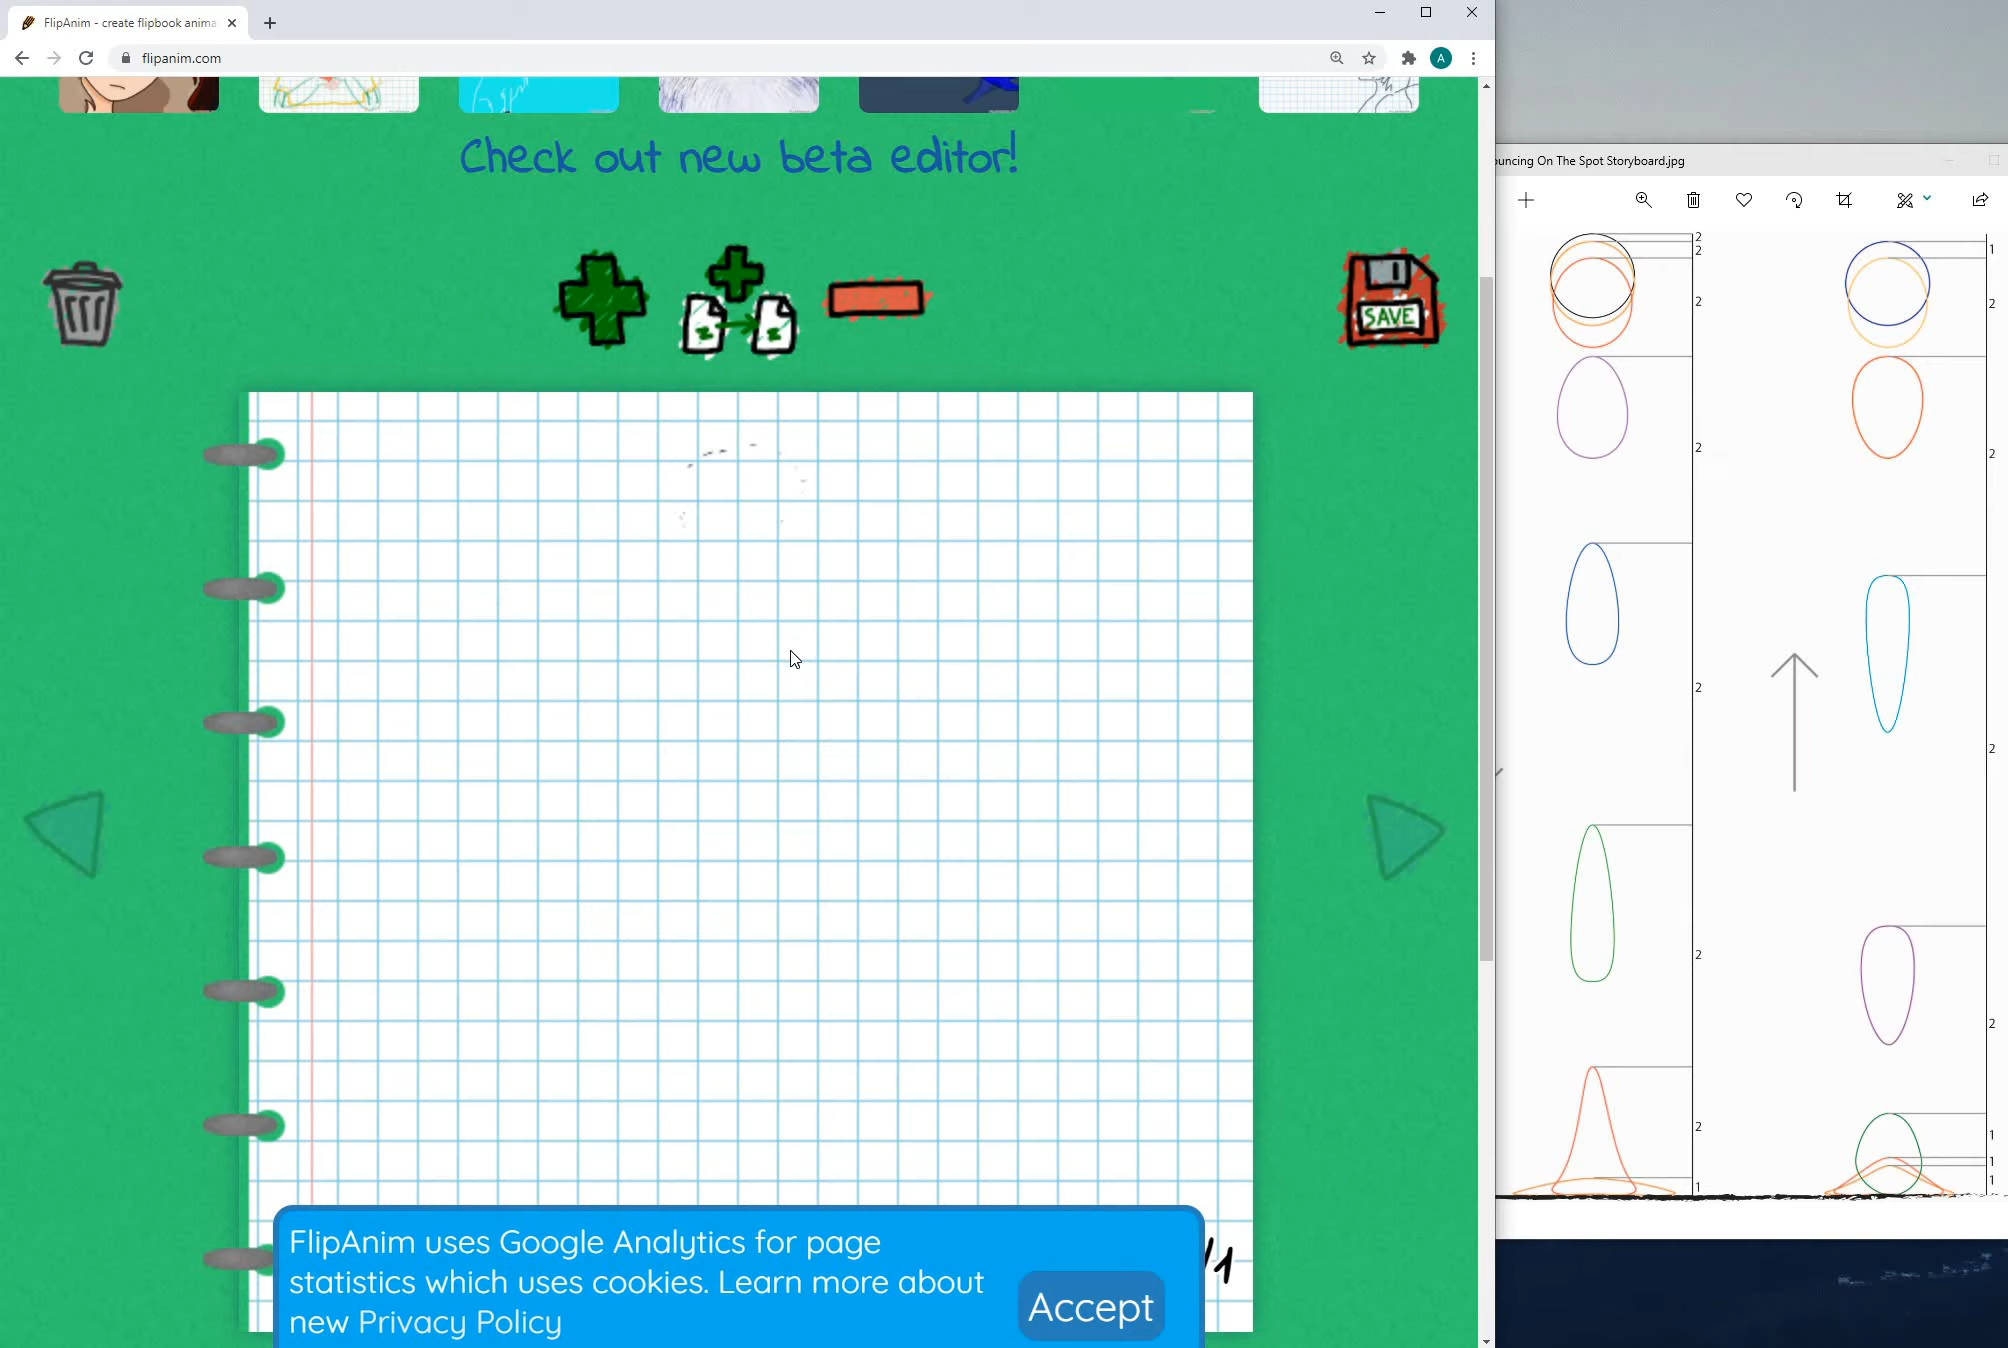 FlipAnim - create flipbook anima
flipanim.com
A
Check out new beta editor!
SAVE
FlipAnim uses Google Analytics for page
statistics which uses cookies. Learn more about
new Privacy Policy
Accept
/1
ouncing On The Spot Storyboard.jpg
2
2
2
2
2
2
2
1
1
2
2
2
2
1
1
1